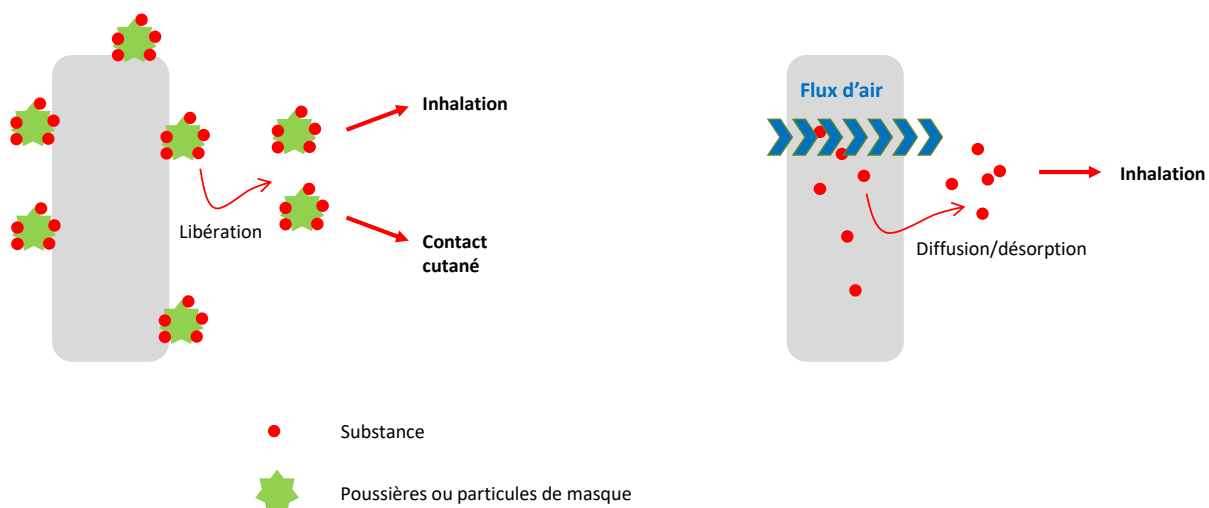 Inhalation
Libération
Contact
cutané
Flux d'air
Inhalation
Diffusion/désorption
Substance
Poussières ou particules de masque